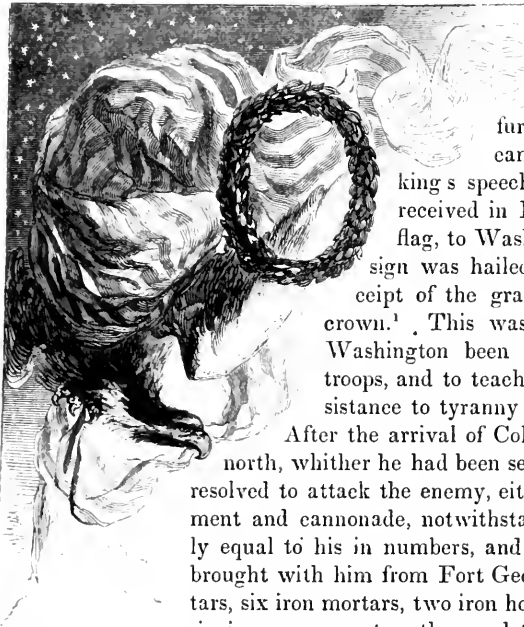 fur
can
king s speech
received in
flag, to Was
sign was hailed
ceipt of the gra
crown.¹ . This was
Washington been
troops, and to teach
sistance to tyranny
After the arrival of Col
north, whither he had been se
resolved to attack the enemy, eit
ment and cannonade, notwithsta
ly equal to his in numbers, and
brought with him from Fort Geo
tars, six iron mortars, two iron ho